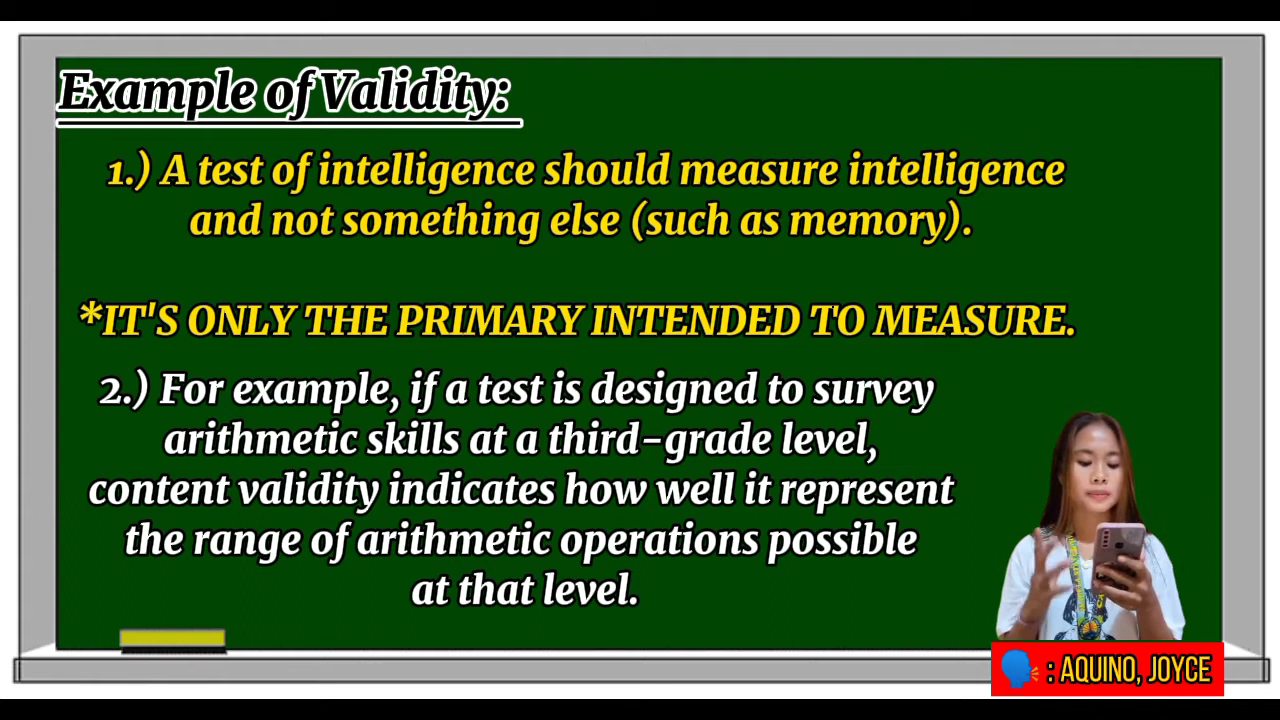 Example of Validity:
1.) A test of intelligence should measure intelligence
and not something else (such as memory).
*IT'S ONLY THE PRIMARY INTENDED TO MEASURE.
2.) For example, if a test is designed to survey
arithmetic skills at a third-grade level,
content validity indicates how well it represent
the range of arithmetic operations possible
at that level.
: AQUINO, JOYCE